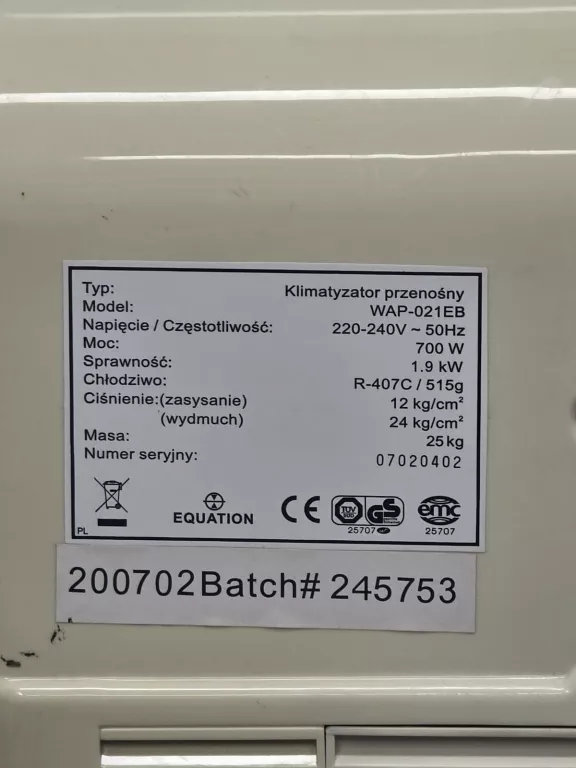 Typ: Klimatyzator przenośny
Model: WAP-021EB
Napięcie / Częstotliwość: 220-240V ~ 50Hz
Moc: 700 W
Sprawność: 1.9 kW
Chłodziwo: R-407C / 515g
Ciśnienie:(zasysanie) 12 kg/cm²
(wydmuch) 24 kg/cm²
Masa: 25kg
Numer seryjny: 07020402
PL
EQUATION
CE
TÜV
GS
25707
emc
25707
200702Batch# 245753